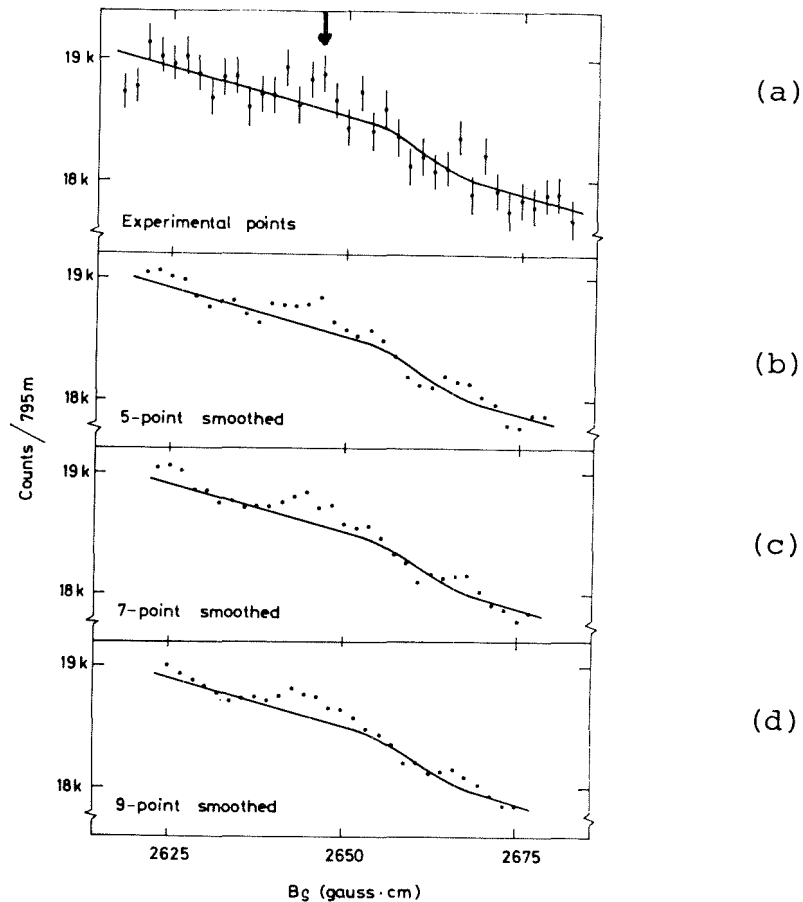 19 k
18 k
Experimental points
(a)
19 k
18 k
5-point smoothed
(b)
Counts / 795m
19 k
18 k
7-point smoothed
(c)
19 k
18 k
9-point smoothed
(d)
2625 2650 2675
Bϱ (gauss·cm)